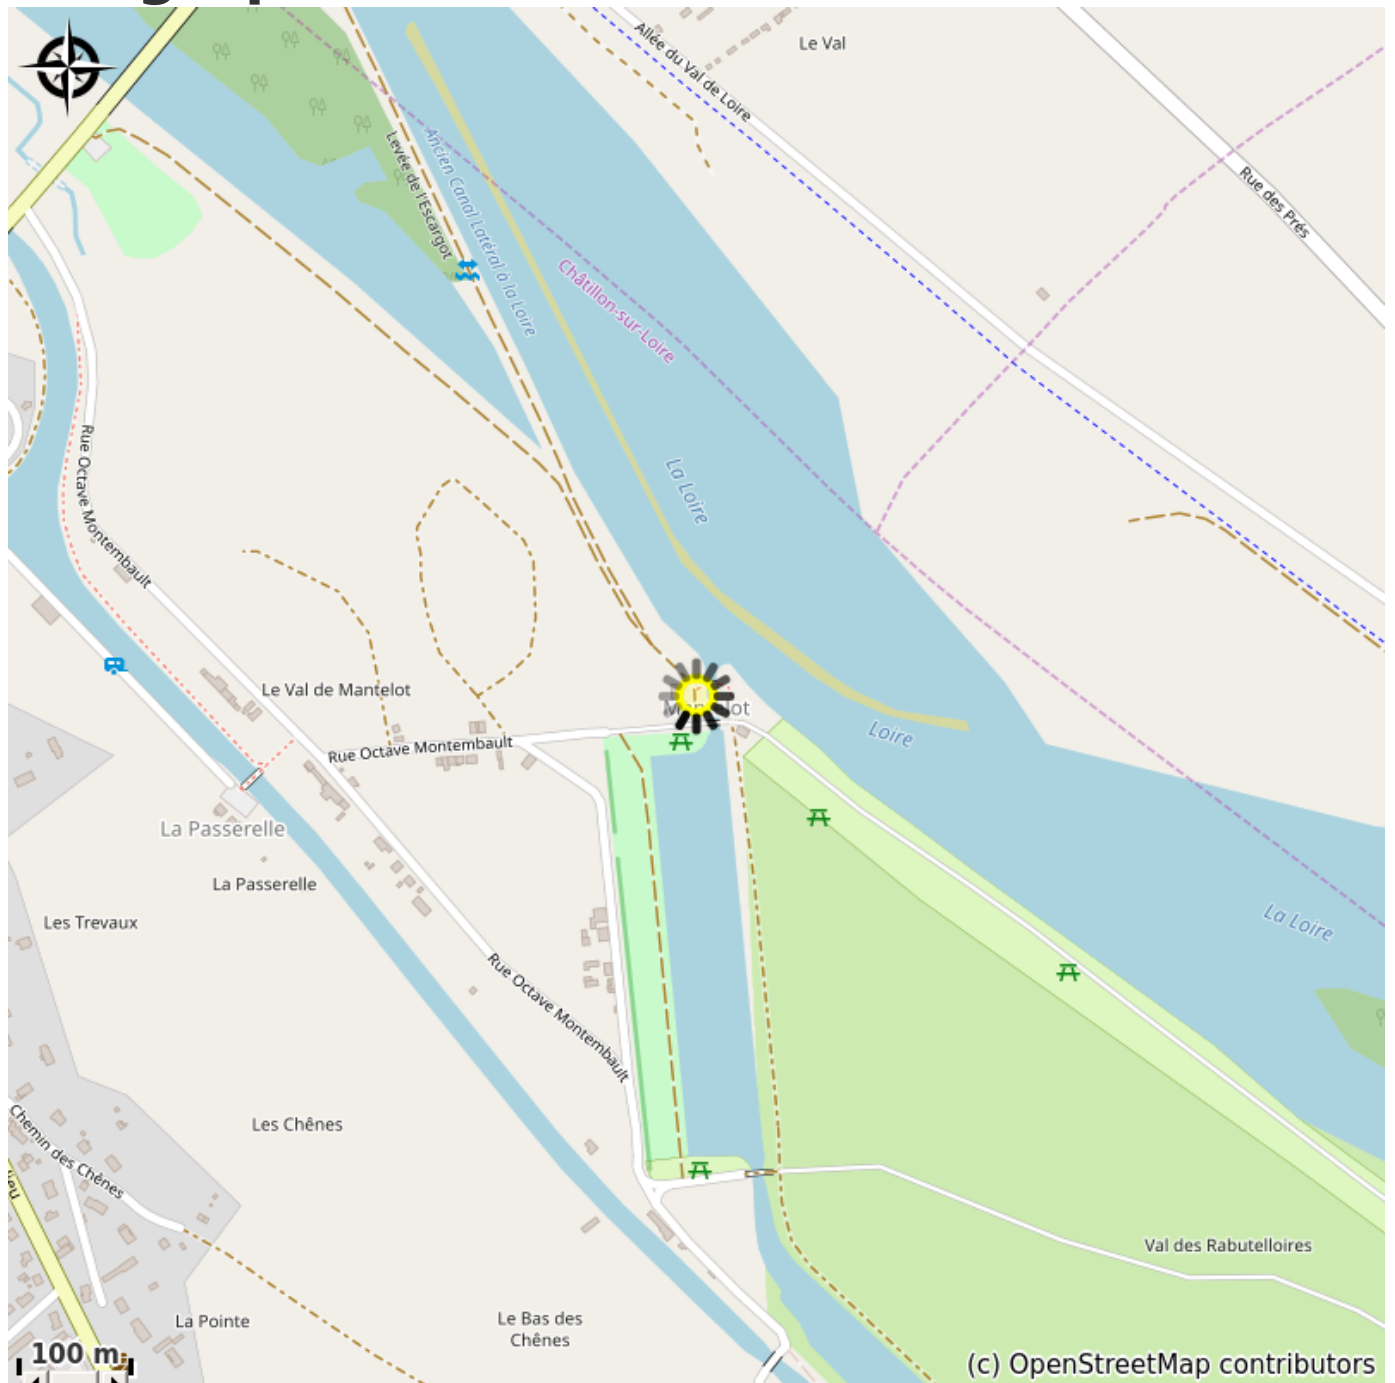 Le Val
Allée du Val de Loire
Rue des Prés
Levée de l'Escargot
Ancien Canal Latéral à la Loire
Châtillon-sur-Loire
La Loire
Rue Octave Montembault
Le Val de Mantelot
r
Loire
Rue Octave Montembault
La Passerelle
La Passerelle
Les Trevaux
La Loire
Rue Octave Montembault
Chemin des Chênes
Les Chênes
Val des Rabutelloires
La Pointe
Le Bas des
Chênes
100 m
(c) OpenStreetMap contributors